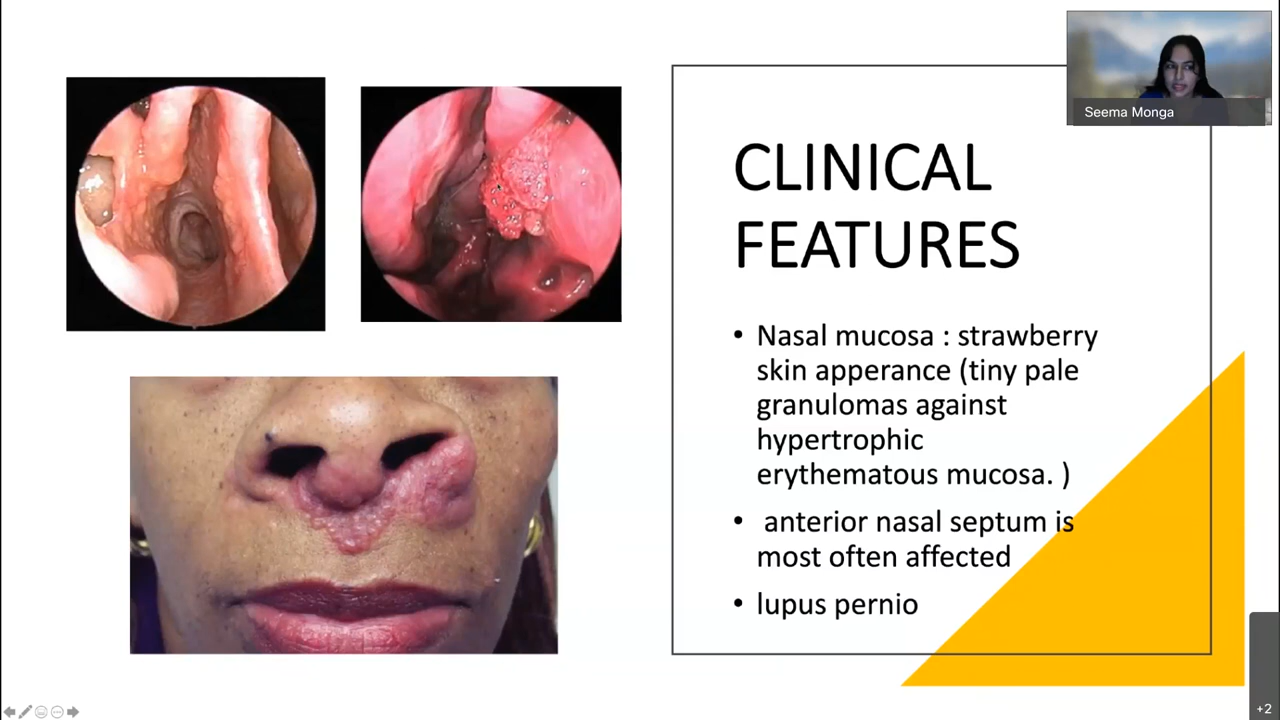 Seema Monga
CLINICAL
FEATURES
• Nasal mucosa : strawberry
skin apperance (tiny pale
granulomas against
hypertrophic
erythematous mucosa. )
• anterior nasal septum is
most often affected
• lupus pernio
+2